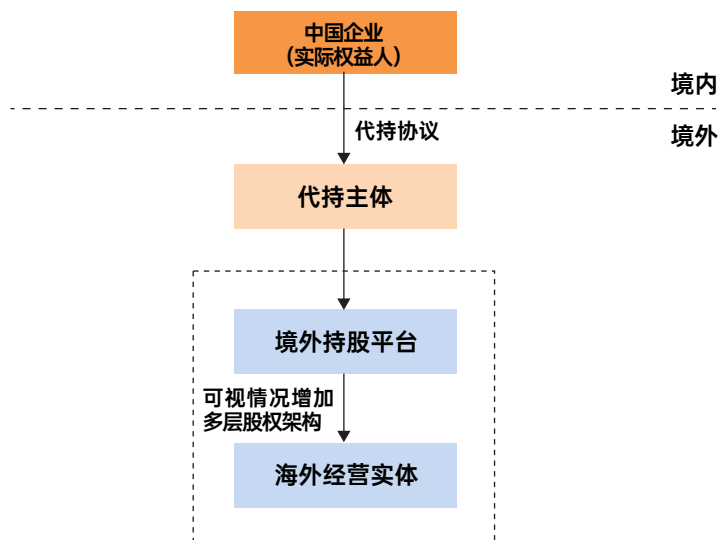 中国企业
（实际权益人）
境内
代持协议
境外
代持主体
境外持股平台
可视情况增加
多层股权架构
海外经营实体